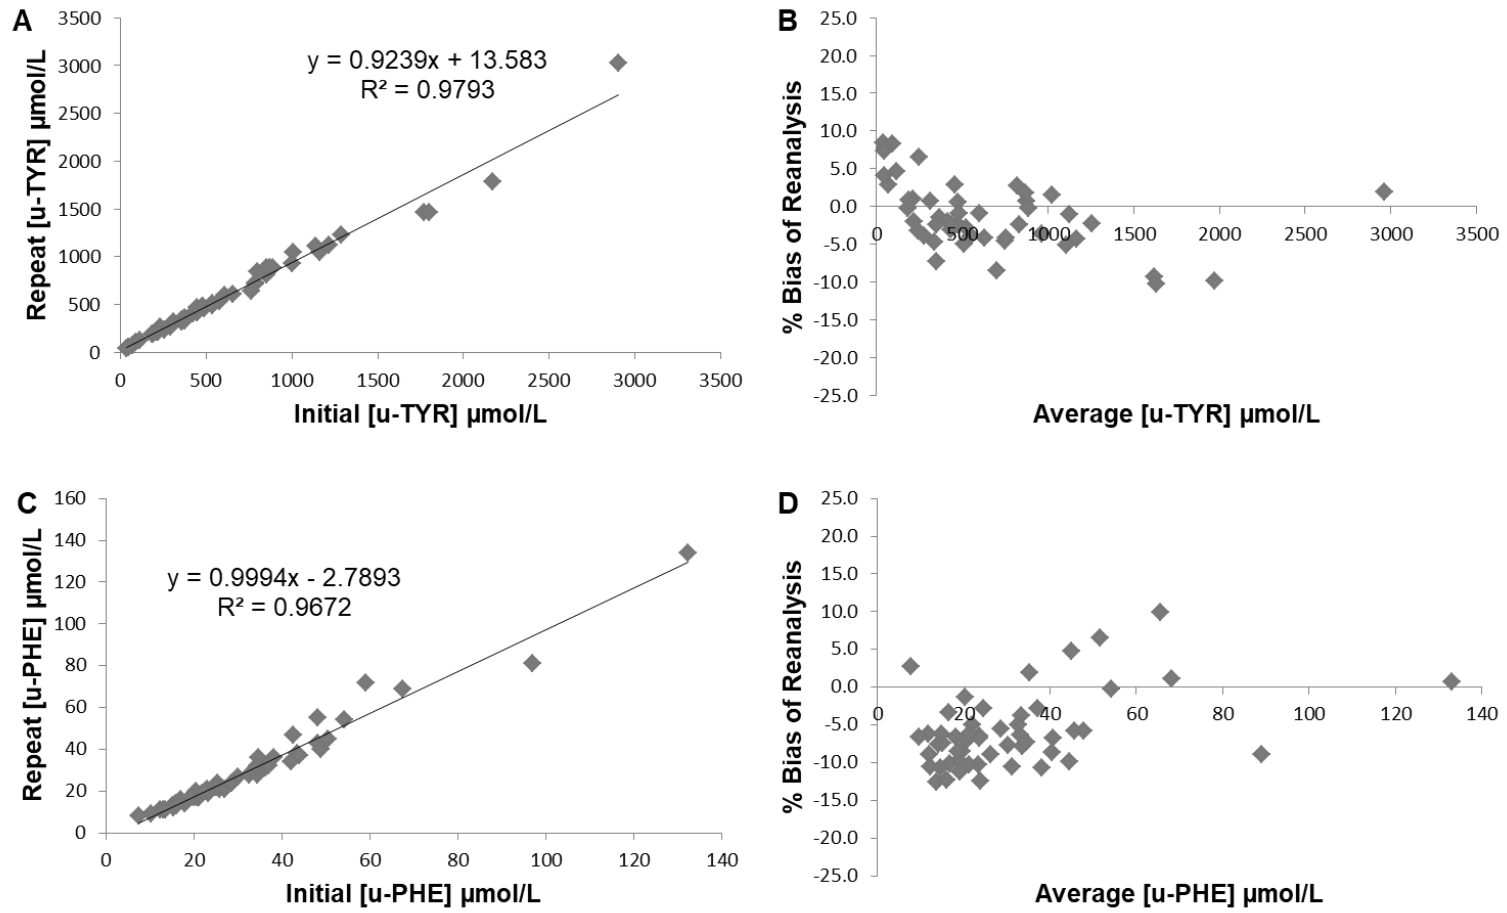 A
3500
3000
2500
2000
1500
1000
500
0
Repeat [u-TYR] µmol/L
y = 0.9239x + 13.583
R² = 0.9793
0 500 1000 1500 2000 2500 3000 3500
Initial [u-TYR] µmol/L
B
25.0
20.0
15.0
10.0
5.0
0.0
-5.0
-10.0
-15.0
-20.0
-25.0
% Bias of Reanalysis
0 500 1000 1500 2000 2500 3000 3500
Average [u-TYR] µmol/L
C
160
140
120
100
80
60
40
20
0
Repeat [u-PHE] µmol/L
y = 0.9994x - 2.7893
R² = 0.9672
0 20 40 60 80 100 120 140
Initial [u-PHE] µmol/L
D
25.0
20.0
15.0
10.0
5.0
0.0
-5.0
-10.0
-15.0
-20.0
-25.0
% Bias of Reanalysis
0 20 40 60 80 100 120 140
Average [u-PHE] µmol/L